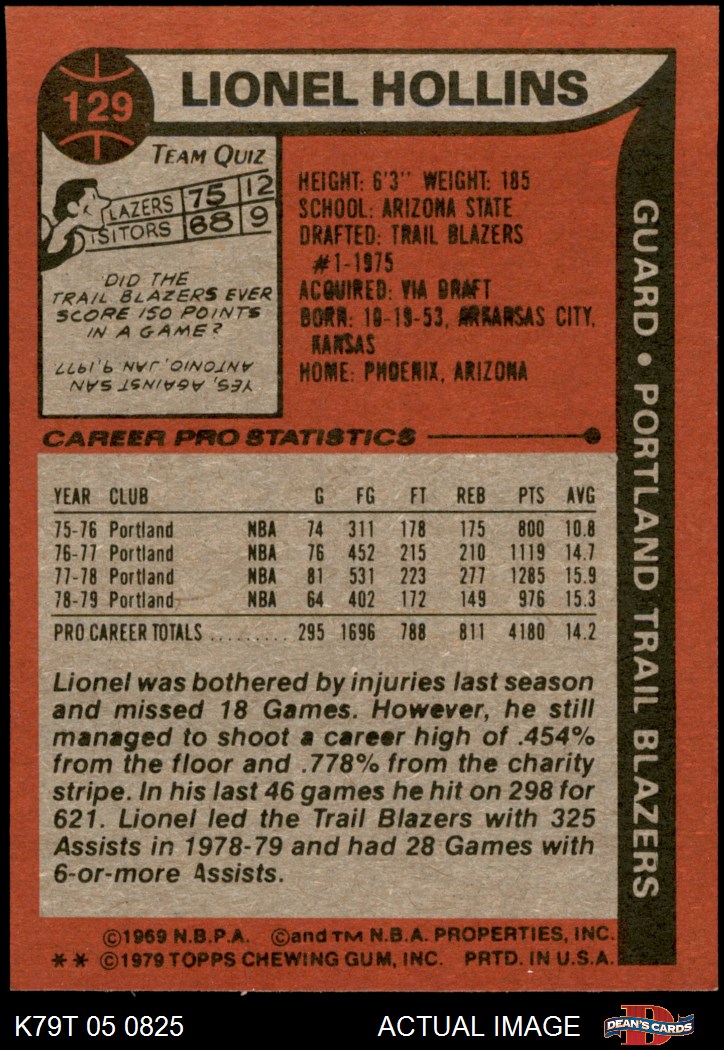 129
LIONEL HOLLINS
TEAM QUIZ
LAZERS 75 12
ISITORS 68 9
DID THE
TRAIL BLAZERS EVER
SCORE 150 POINTS
IN A GAME?
YES, AGAINST SAN
ANTONIO, JAN 9, 1977
HEIGHT: 6'3" WEIGHT: 185
SCHOOL: ARIZONA STATE
DRAFTED: TRAIL BLAZERS
#1-1975
ACQUIRED: VIA DRAFT
BORN: 10-19-53, ARKANSAS CITY,
KANSAS
HOME: PHOENIX, ARIZONA
GUARD • PORTLAND TRAIL BLAZERS
CAREER PRO STATISTICS
YEAR CLUB G FG FT REB PTS AVG
75-76 Portland NBA 74 311 178 175 800 10.8
76-77 Portland NBA 76 452 215 210 1119 14.7
77-78 Portland NBA 81 531 223 277 1285 15.9
78-79 Portland NBA 64 402 172 149 976 15.3
PRO CAREER TOTALS ......... 295 1696 788 811 4180 14.2
Lionel was bothered by injuries last season
and missed 18 Games. However, he still
managed to shoot a career high of .454%
from the floor and .778% from the charity
stripe. In his last 46 games he hit on 298 for
621. Lionel led the Trail Blazers with 325
Assists in 1978-79 and had 28 Games with
6-or-more Assists.
©1969 N.B.P.A. ©and TM N.B.A. PROPERTIES, INC.
** ©1979 TOPPS CHEWING GUM, INC. PRTD. IN U.S.A.
K79T 05 0825
ACTUAL IMAGE
D
DEAN'S CARDS